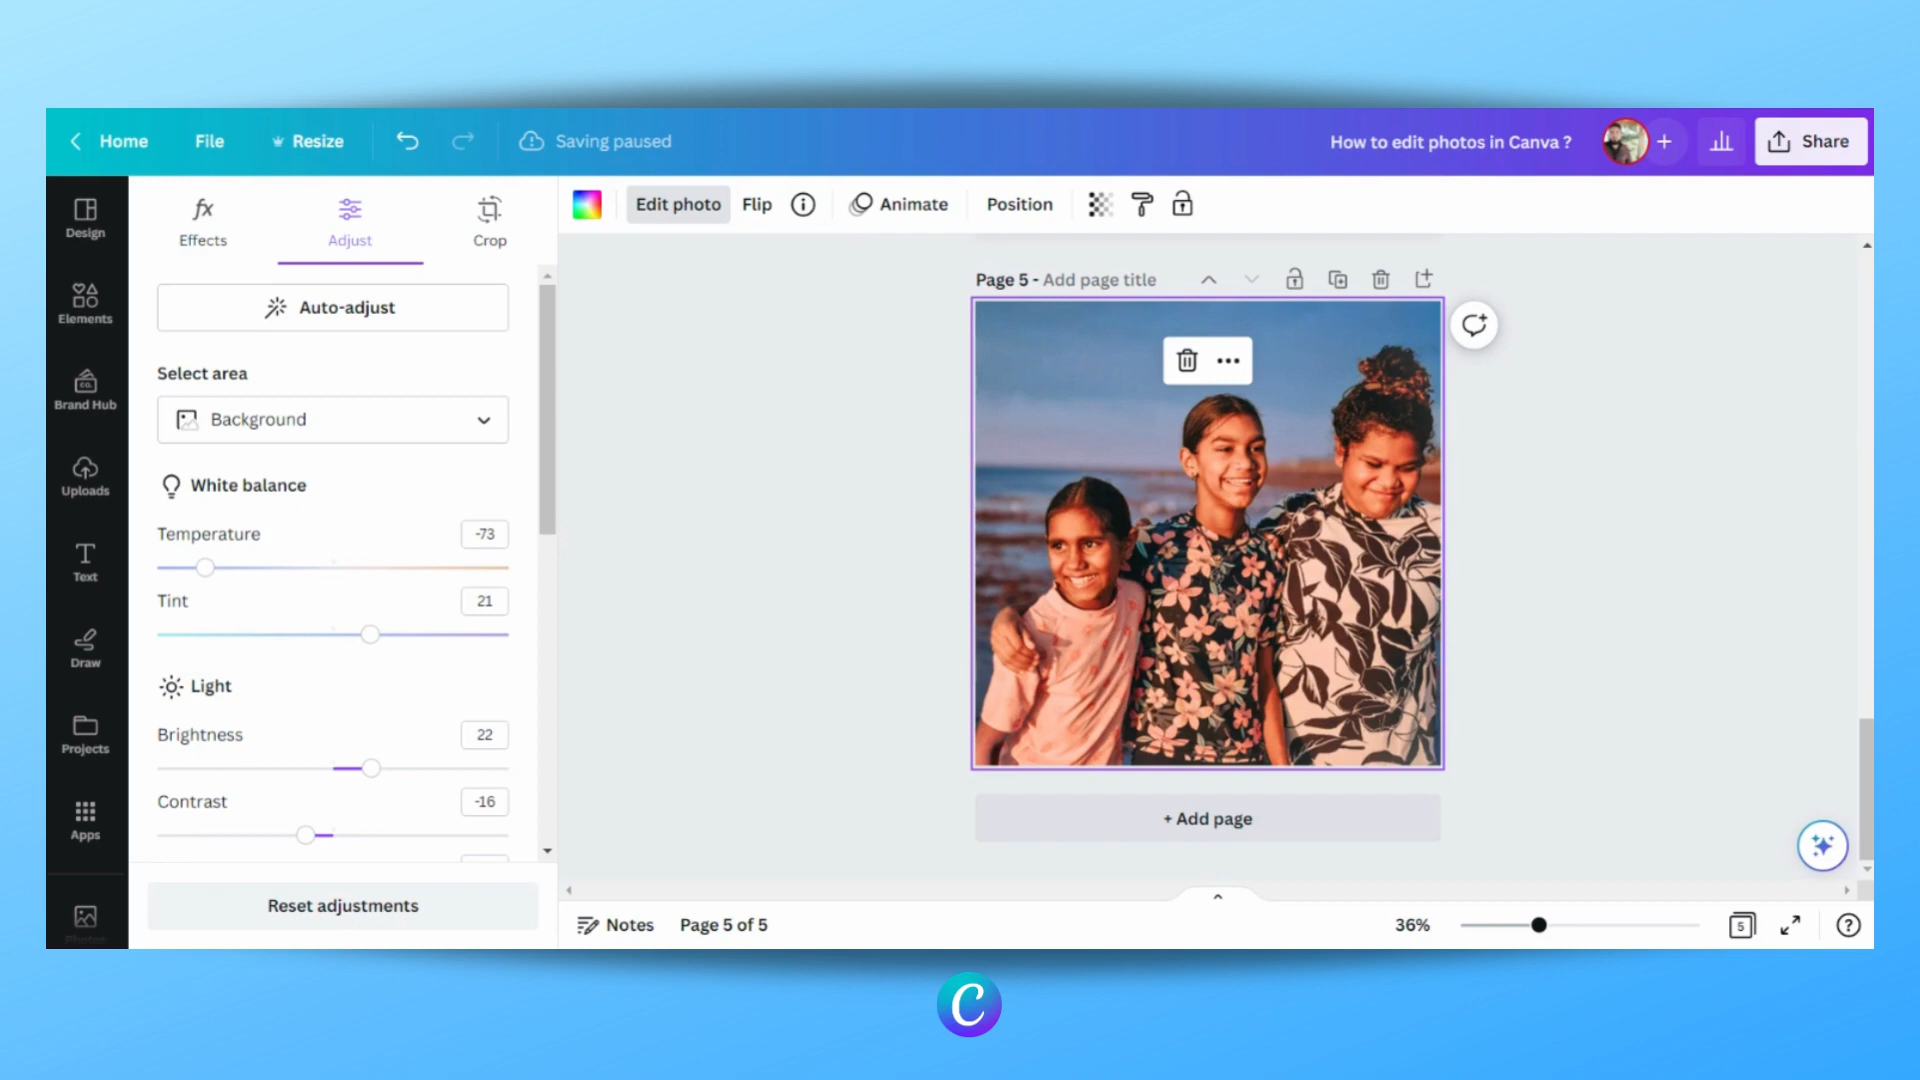 Home File Resize Saving paused How to edit photos in Canva ? + Share
Design
Elements
Brand Hub
Uploads
Text
Draw
Projects
Apps
Photos
fx
Effects Adjust Crop
Auto-adjust
Select area
Background
White balance
Temperature -73
Tint 21
Light
Brightness 22
Contrast -16
Reset adjustments
Edit photo Flip Animate Position
Page 5 - Add page title
+ Add page
Notes Page 5 of 5 36% 5 ?
C